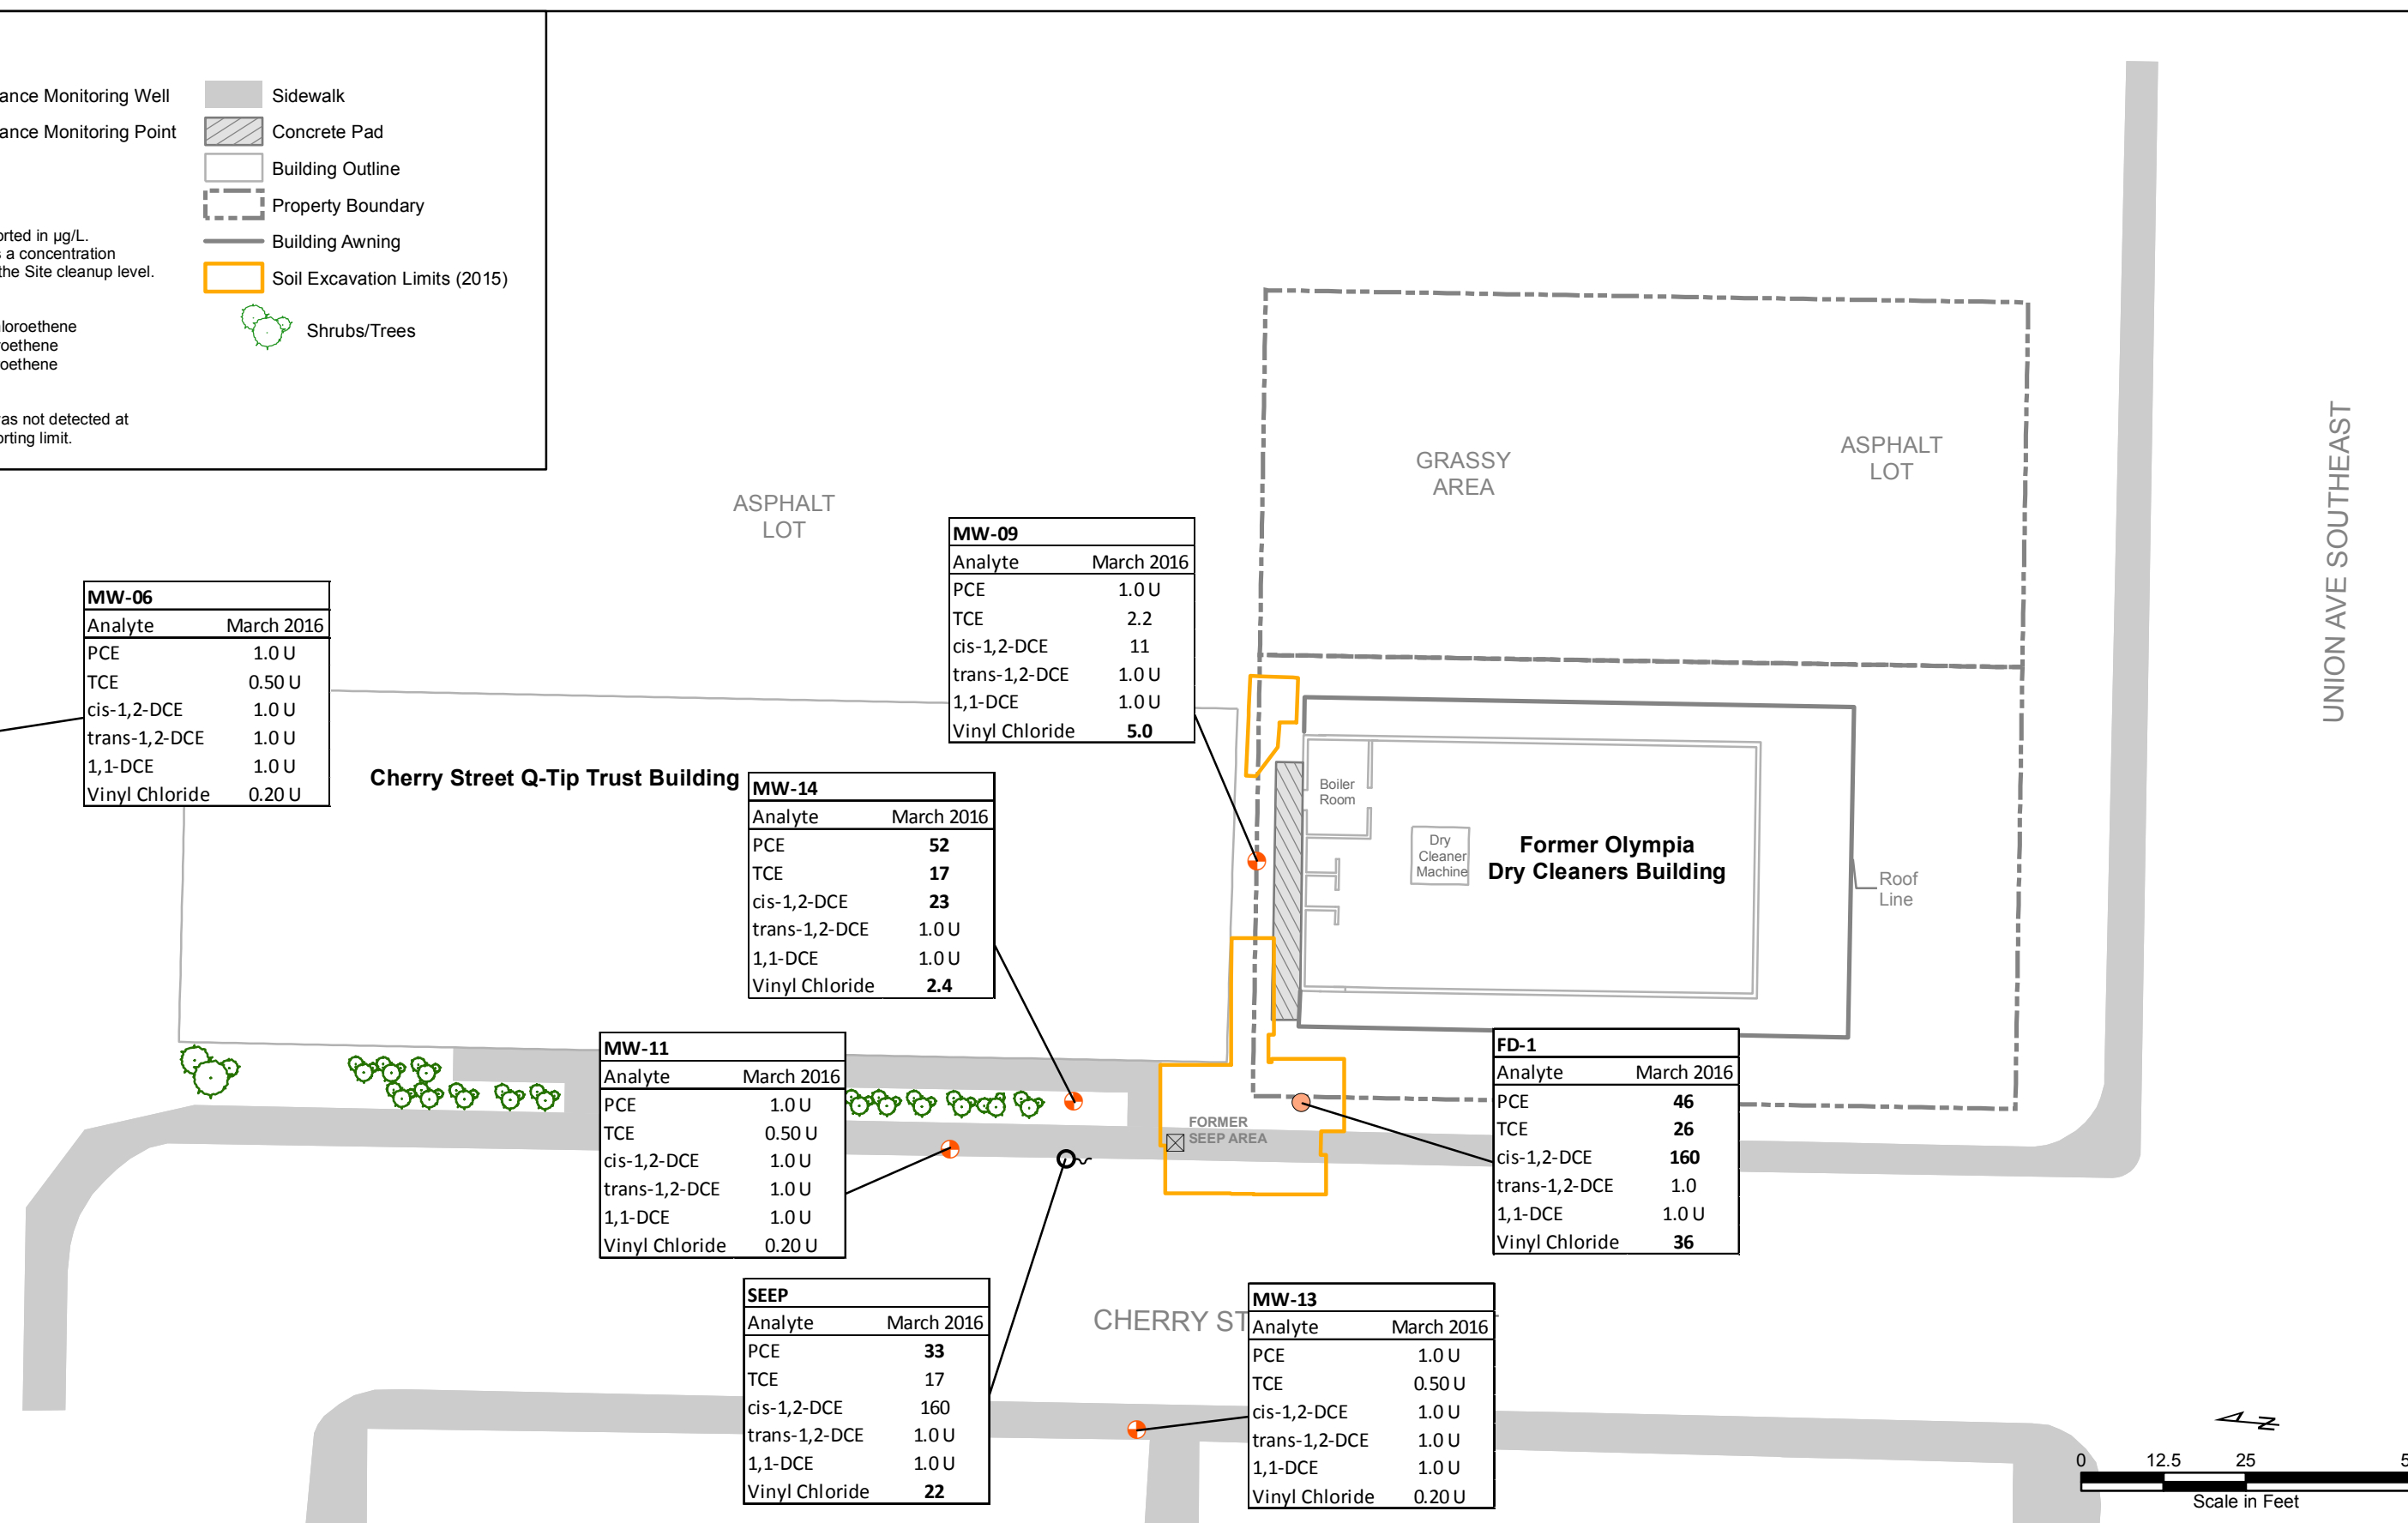 ance Monitoring Well
ance Monitoring Point
orted in µg/L.
s a concentration
the Site cleanup level.
hloroethene
roethene
roethene
as not detected at
orting limit.
Sidewalk
Concrete Pad
Building Outline
Property Boundary
Building Awning
Soil Excavation Limits (2015)
Shrubs/Trees
GRASSY
AREA
ASPHALT
LOT
UNION AVE SOUTHEAST
ASPHALT
LOT
MW-09
Analyte March 2016
PCE 1.0 U
TCE 2.2
cis-1,2-DCE 11
trans-1,2-DCE 1.0 U
1,1-DCE 1.0 U
Vinyl Chloride 5.0
MW-06
Analyte March 2016
PCE 1.0 U
TCE 0.50 U
cis-1,2-DCE 1.0 U
trans-1,2-DCE 1.0 U
1,1-DCE 1.0 U
Vinyl Chloride 0.20 U
Cherry Street Q-Tip Trust Building
MW-14
Analyte March 2016
PCE 52
TCE 17
cis-1,2-DCE 23
trans-1,2-DCE 1.0 U
1,1-DCE 1.0 U
Vinyl Chloride 2.4
Boiler
Room
Dry
Cleaner
Machine
Former Olympia
Dry Cleaners Building
Roof
Line
MW-11
Analyte March 2016
PCE 1.0 U
TCE 0.50 U
cis-1,2-DCE 1.0 U
trans-1,2-DCE 1.0 U
1,1-DCE 1.0 U
Vinyl Chloride 0.20 U
FORMER
SEEP AREA
FD-1
Analyte March 2016
PCE 46
TCE 26
cis-1,2-DCE 160
trans-1,2-DCE 1.0
1,1-DCE 1.0 U
Vinyl Chloride 36
SEEP
Analyte March 2016
PCE 33
TCE 17
cis-1,2-DCE 160
trans-1,2-DCE 1.0 U
1,1-DCE 1.0 U
Vinyl Chloride 22
CHERRY ST
MW-13
Analyte March 2016
PCE 1.0 U
TCE 0.50 U
cis-1,2-DCE 1.0 U
trans-1,2-DCE 1.0 U
1,1-DCE 1.0 U
Vinyl Chloride 0.20 U
N
0 12.5 25 5
Scale in Feet